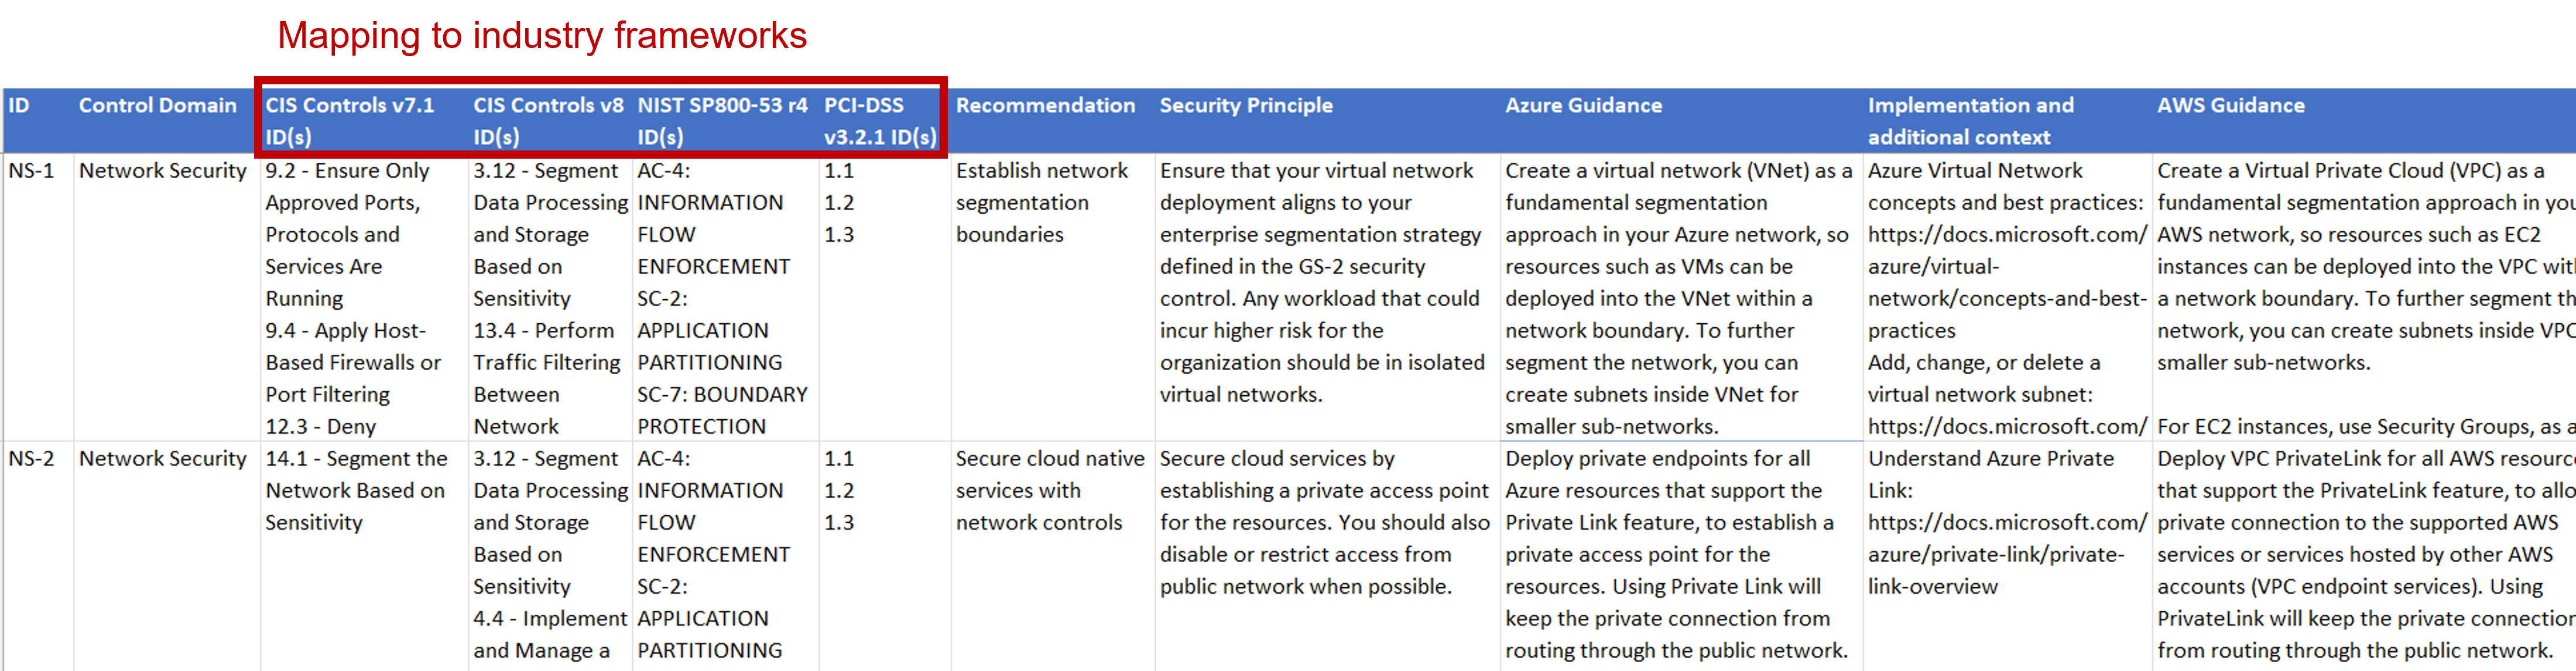 Mapping to industry frameworks
ID
Control Domain
CIS Controls v7.1
ID(s)
CIS Controls v8
ID(s)
NIST SP800-53 r4
ID(s)
PCI-DSS
v3.2.1 ID(s)
Recommendation
Security Principle
Azure Guidance
Implementation and
additional context
AWS Guidance
NS-1
Network Security
9.2 - Ensure Only
Approved Ports,
Protocols and
Services Are
Running
9.4 - Apply Host-
Based Firewalls or
Port Filtering
12.3 - Deny
3.12 - Segment
Data Processing
and Storage
Based on
Sensitivity
13.4 - Perform
Traffic Filtering
Between
Network
AC-4:
INFORMATION
FLOW
ENFORCEMENT
SC-2:
APPLICATION
PARTITIONING
SC-7: BOUNDARY
PROTECTION
1.1
1.2
1.3
Establish network
segmentation
boundaries
Ensure that your virtual network
deployment aligns to your
enterprise segmentation strategy
defined in the GS-2 security
control. Any workload that could
incur higher risk for the
organization should be in isolated
virtual networks.
Create a virtual network (VNet) as a
fundamental segmentation
approach in your Azure network, so
resources such as VMs can be
deployed into the VNet within a
network boundary. To further
segment the network, you can
create subnets inside VNet for
smaller sub-networks.
Azure Virtual Network
concepts and best practices:
https://docs.microsoft.com/
azure/virtual-
network/concepts-and-best-
practices
Add, change, or delete a
virtual network subnet:
https://docs.microsoft.com/
Create a Virtual Private Cloud (VPC) as a
fundamental segmentation approach in
AWS network, so resources such as EC2
instances can be deployed into the VPC
a network boundary. To further segment
network, you can create subnets inside VPC
smaller sub-networks.
For EC2 instances, use Security Groups, as a
NS-2
Network Security
14.1 - Segment the
Network Based on
Sensitivity
3.12 - Segment
Data Processing
and Storage
Based on
Sensitivity
4.4 - Implement
and Manage a
AC-4:
INFORMATION
FLOW
ENFORCEMENT
SC-2:
APPLICATION
PARTITIONING
1.1
1.2
1.3
Secure cloud native
services with
network controls
Secure cloud services by
establishing a private access point
for the resources. You should also
disable or restrict access from
public network when possible.
Deploy private endpoints for all
Azure resources that support the
Private Link feature, to establish a
private access point for the
resources. Using Private Link will
keep the private connection from
routing through the public network.
Understand Azure Private
Link:
https://docs.microsoft.com/
azure/private-link/private-
link-overview
Deploy VPC PrivateLink for all AWS
that support the PrivateLink feature, to
private connection to the supported AWS
services or services hosted by other AWS
accounts (VPC endpoint services). Using
PrivateLink will keep the private connection
from routing through the public network.